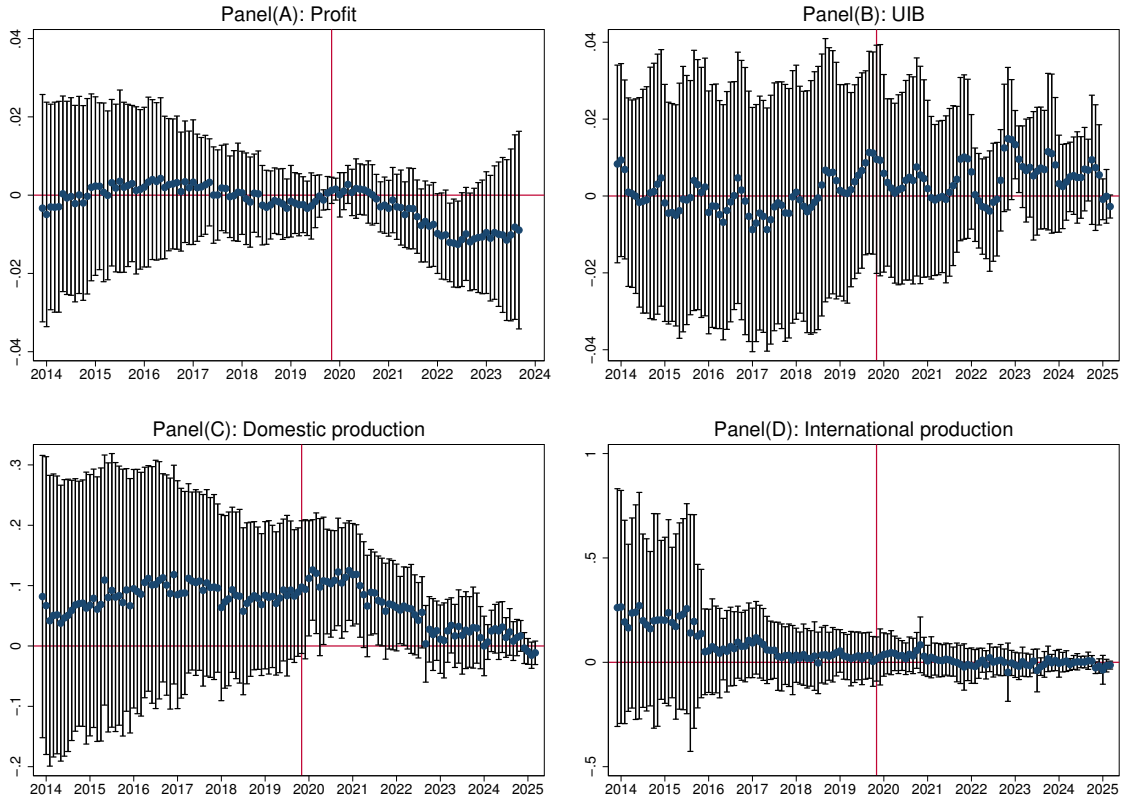 Panel(A): Profit
.04
.02
0
-.02
-.04
2014 2015 2016 2017 2018 2019 2020 2021 2022 2023 2024
Panel(B): UIB
.04
.02
0
-.02
-.04
2014 2015 2016 2017 2018 2019 2020 2021 2022 2023 2024 2025
Panel(C): Domestic production
.3
.2
.1
0
-.1
-.2
2014 2015 2016 2017 2018 2019 2020 2021 2022 2023 2024 2025
Panel(D): International production
1
.5
0
-.5
2014 2015 2016 2017 2018 2019 2020 2021 2022 2023 2024 2025